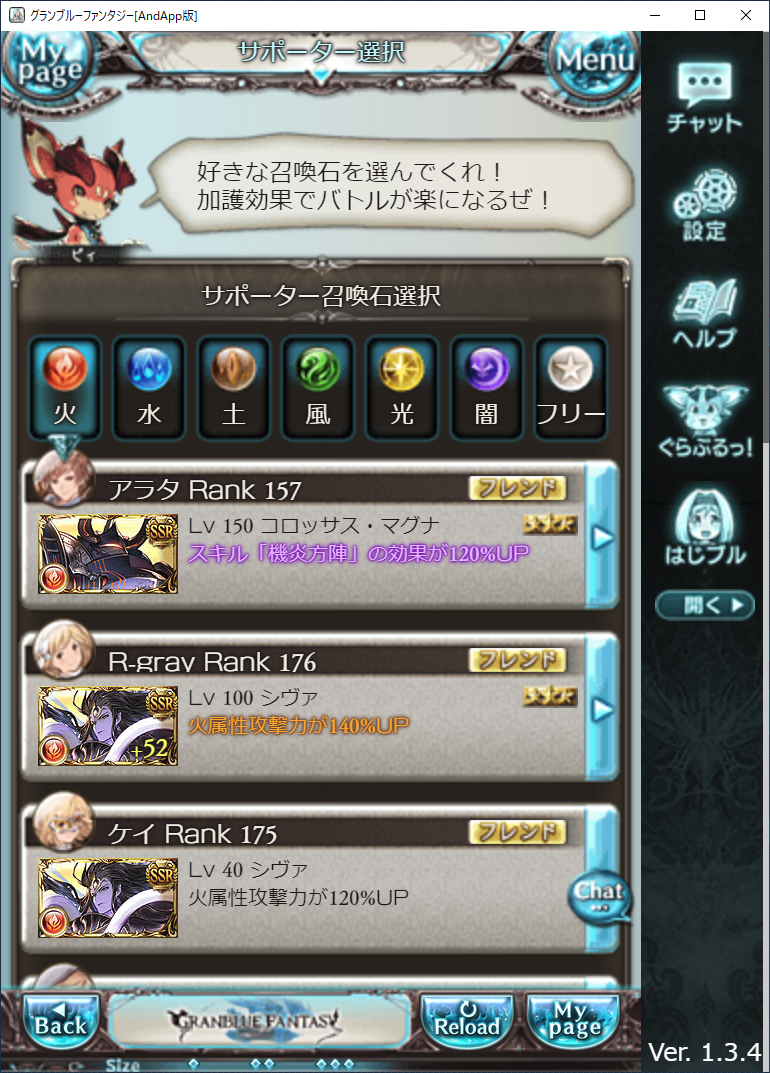 グランブルーファンタジー[AndApp版]
My page
サポーター選択
Menu
好きな召喚石を選んでくれ！
加護効果でバトルが楽になるぜ！
ビィ
サポーター召喚石選択
火 水 土 風 光 闇 フリー
アラタ Rank 157 フレンド
SSR
Lv 150 コロッサス・マグナ
スキル「機炎方陣」の効果が120%UP
R-gray Rank 176 フレンド
SSR
+52
Lv 100 シヴァ
火属性攻撃力が140%UP
ケイ Rank 175 フレンド
SSR
Lv 40 シヴァ
火属性攻撃力が120%UP
Chat
Back
GRANBLUE FANTASY
Reload
My page
Size
チャット
設定
ヘルプ
ぐらぶるっ!
はじブル
開く
Ver. 1.3.4